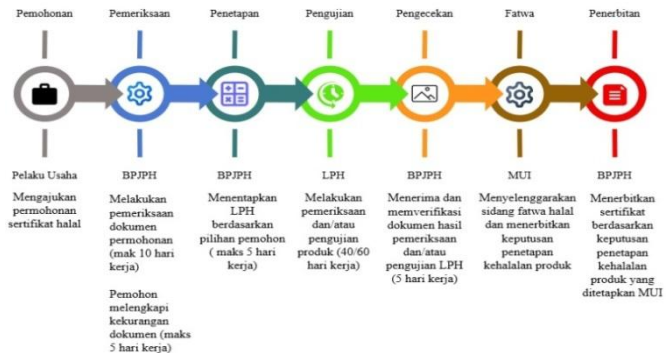 Pemohonan
Pemeriksaan
Penetapan
Pengujian
Pengecekan
Fatwa
Penerbitan
Pelaku Usaha
Mengajukan
permohonan
sertifikat halal
BPJPH
Melakukan
pemeriksaan
dokumen
permohonan
(mak 10 hari
kerja)
Pemohon
melengkapi
kekurangan
dokumen (maks
5 hari kerja)
BPJPH
Menentapkan
LPH
berdasarkan
pilihan pemohon
( maks 5 hari
kerja)
LPH
Melakukan
pemeriksaan
dan/atau
pengujian
produk (40/60
hari kerja)
BPJPH
Menerima dan
memverifikasi
dokumen hasil
pemeriksaan
dan/atau
pengujian LPH
(5 hari kerja)
MUI
Menyelenggarakan
sidang fatwa halal
dan menerbitkan
keputusan
penetapan
kehalalan produk
BPJPH
Menerbitkan
sertifikat
berdasarkan
keputusan
penetapan
kehalalan
produk yang
ditetapkan MUI